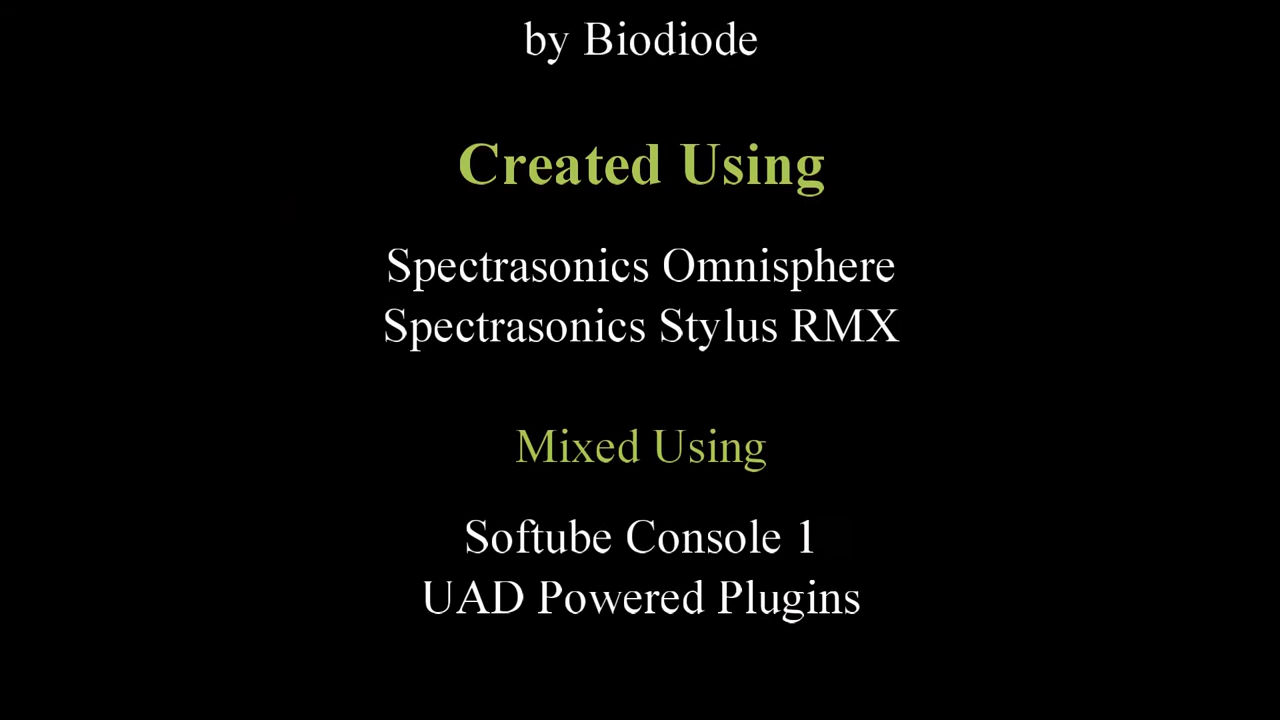 by Biodiode
Created Using
Spectrasonics Omnisphere
Spectrasonics Stylus RMX
Mixed Using
Softube Console 1
UAD Powered Plugins